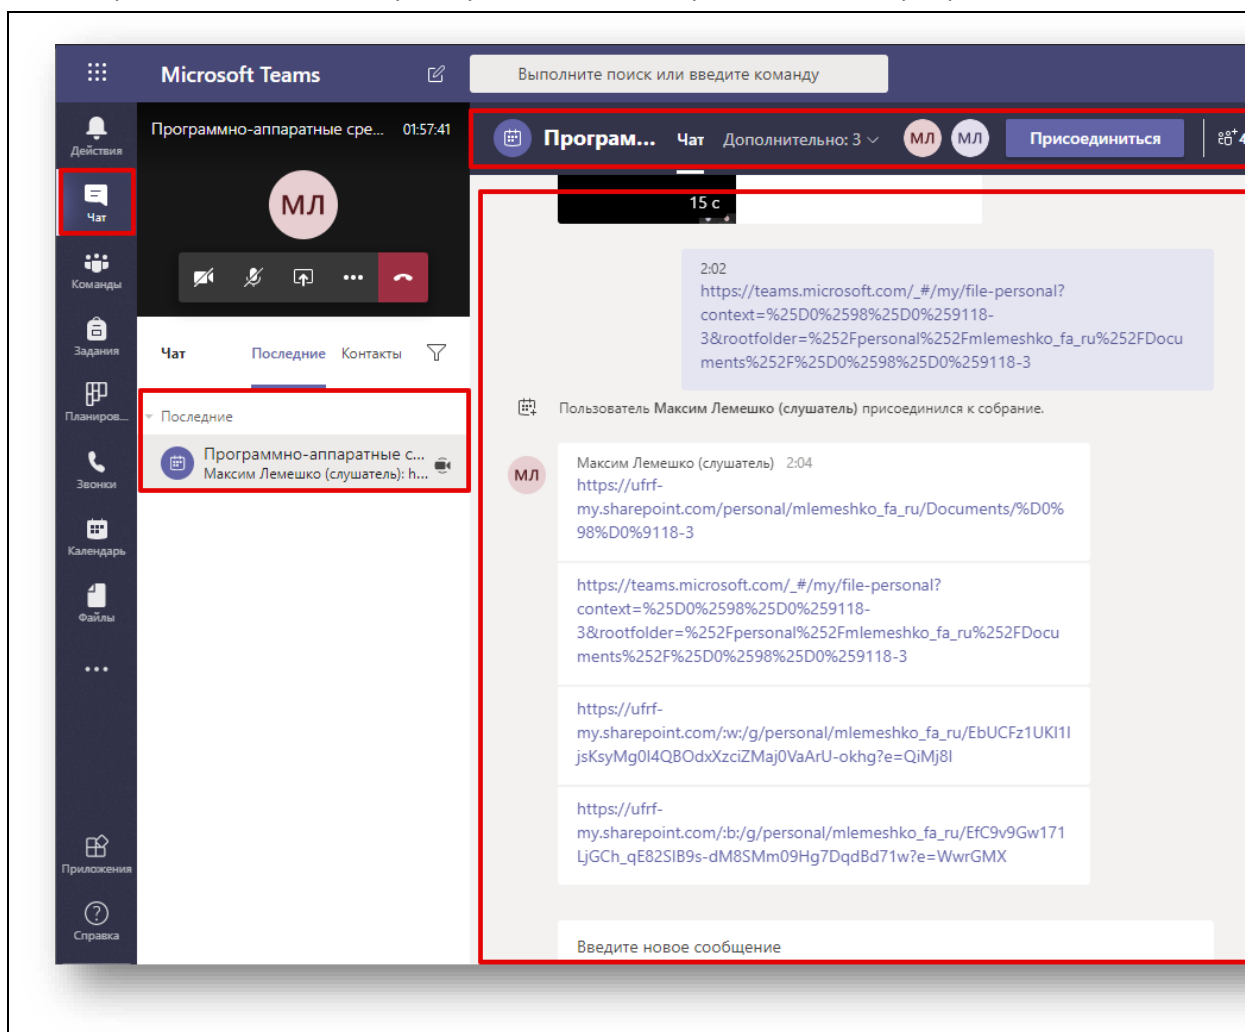 Microsoft Teams
Выполните поиск или введите команду
Действия
Чат
Команды
Задания
Планиров...
Звонки
Календарь
Файлы
Приложения
Справка
Программно-аппаратные сре... 01:57:41
МЛ
Чат Последние Контакты
Последние
Программно-аппаратные с...
Максим Лемешко (слушатель): h...
Програм... Чат Дополнительно: 3 МЛ МЛ Присоединиться 4
15 с
2:02
https://teams.microsoft.com/_#/my/file-personal?
context=%25D0%2598%25D0%259118-
3&rootfolder=%252Fpersonal%252Fmlemeshko_fa_ru%252FDocu
ments%252F%25D0%2598%25D0%259118-3
Пользователь Максим Лемешко (слушатель) присоединился к собрание.
МЛ
Максим Лемешко (слушатель) 2:04
https://ufrf-
my.sharepoint.com/personal/mlemeshko_fa_ru/Documents/%D0%
98%D0%9118-3
https://teams.microsoft.com/_#/my/file-personal?
context=%25D0%2598%25D0%259118-
3&rootfolder=%252Fpersonal%252Fmlemeshko_fa_ru%252FDocu
ments%252F%25D0%2598%25D0%259118-3
https://ufrf-
my.sharepoint.com/:w:/g/personal/mlemeshko_fa_ru/EbUCFz1UKl1I
jsKsyMg0I4QBOdxXzciZMaj0VaArU-okhg?e=QiMj8I
https://ufrf-
my.sharepoint.com/:b:/g/personal/mlemeshko_fa_ru/EfC9v9Gw171
LjGCh_qE82SIB9s-dM8SMm09Hg7DqdBd71w?e=WwrGMX
Введите новое сообщение